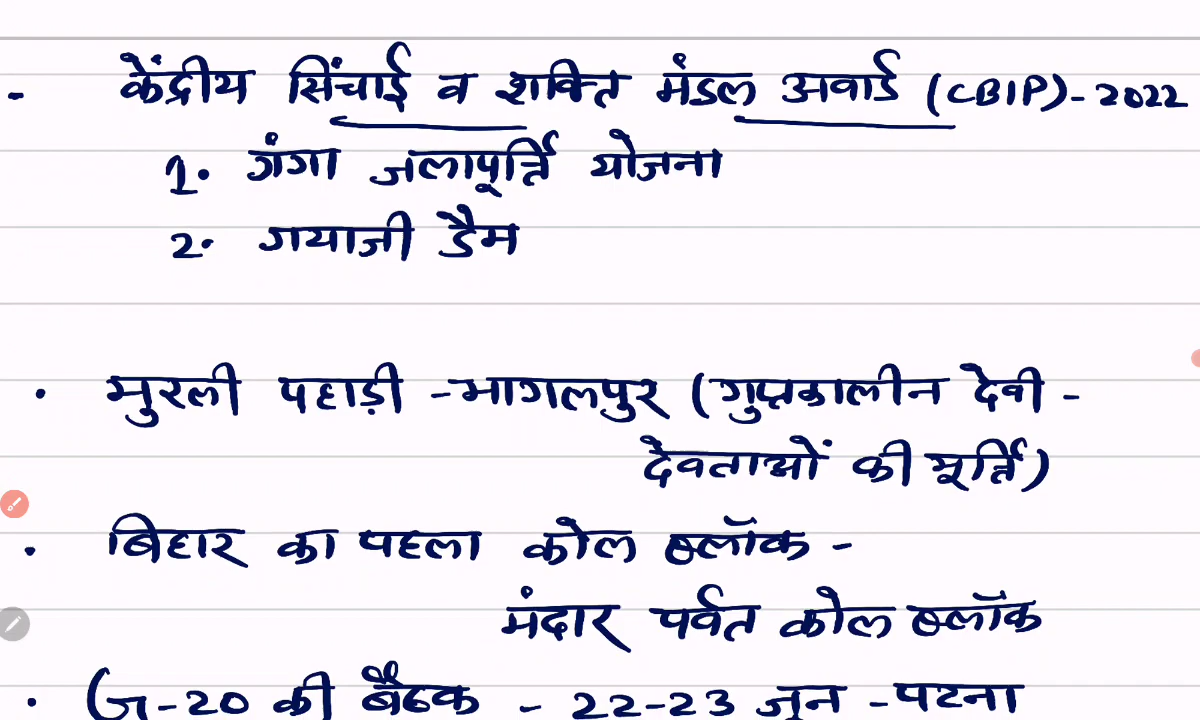 - केंद्रीय सिंचाई व शक्ति मंडल अवार्ड (CBIP)-2022
1. गंगा जलापूर्ति योजना
2. गयाजी डैम
. मुरली पहाड़ी -भागलपुर (गुप्तकालीन देवी -
देवताओं की मूर्ति)
. बिहार का पहला कोल ब्लॉक -
मंदार पर्वत कोल ब्लॉक
. (ज-20 की बैठक - 22-23 जून -पटना